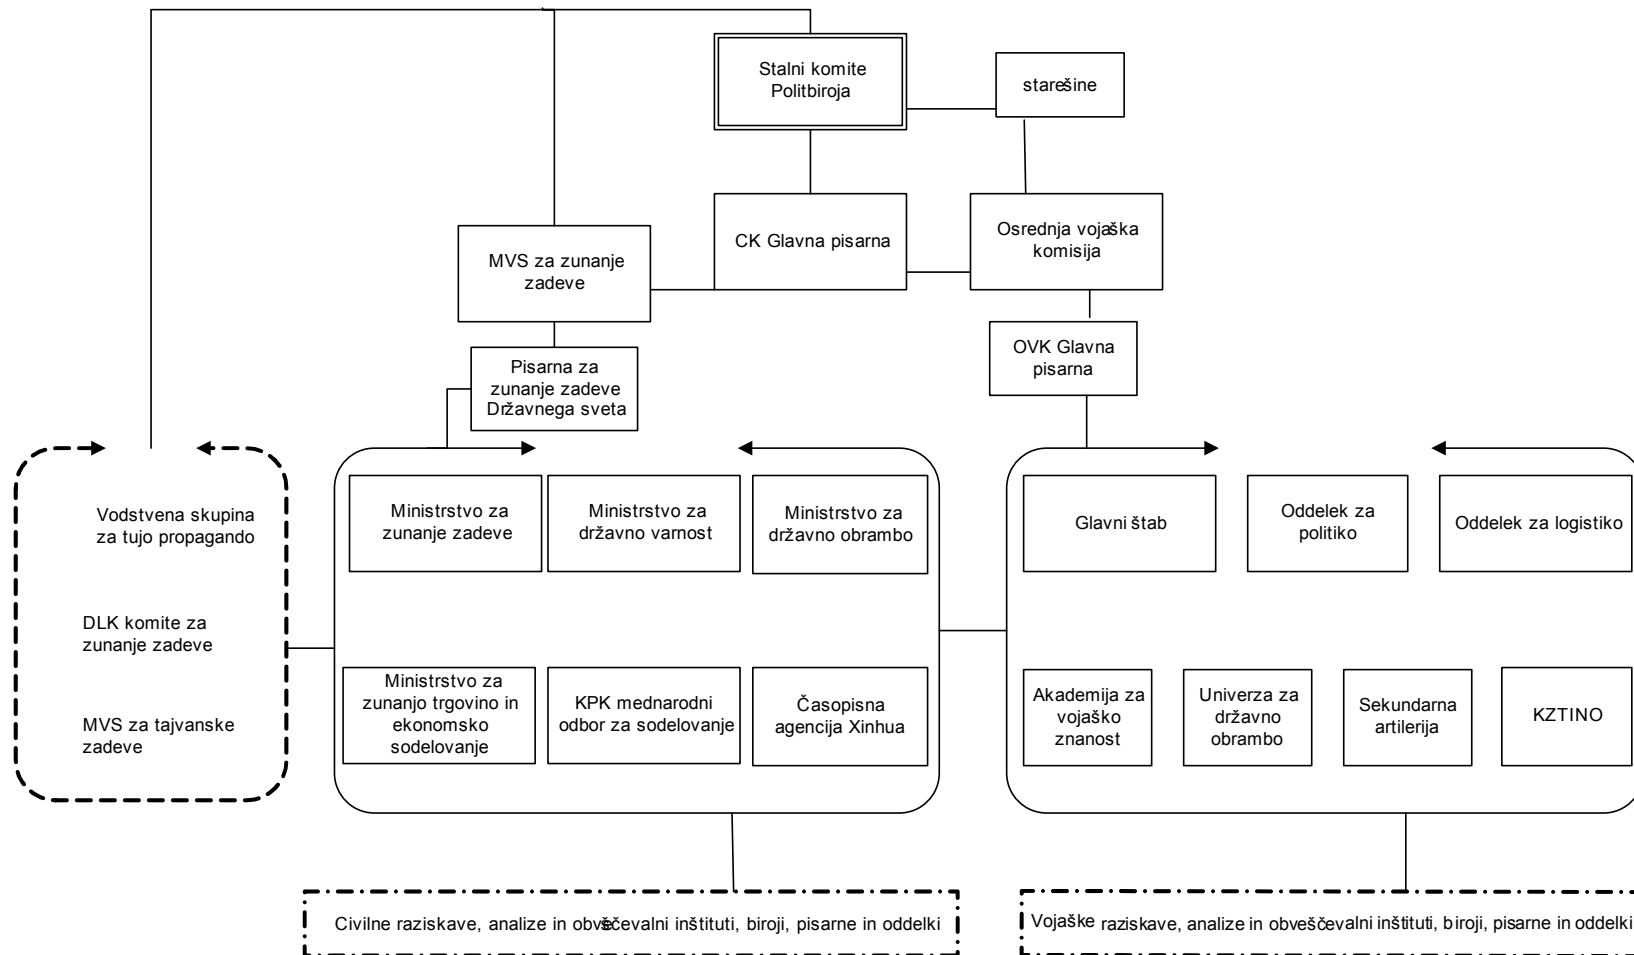 Stalni komite
Politbiroja
starešine
CK Glavna pisarna
Osrednja vojaška
komisija
MVS za zunanje
zadeve
OVK Glavna
pisarna
Pisarna za
zunanje zadeve
Državnega sveta
Vodstvena skupina
za tujo propagando
DLK komite za
zunanje zadeve
MVS za tajvanske
zadeve
Ministrstvo za
zunanje zadeve
Ministrstvo za
državno varnost
Ministrstvo za
državno obrambo
Ministrstvo za
zunanjo trgovino in
ekonomsko
sodelovanje
KPK mednarodni
odbor za sodelovanje
Časopisna
agencija Xinhua
Glavni štab
Oddelek za
politiko
Oddelek za logistiko
Akademija za
vojaško
znanost
Univerza za
državno
obrambo
Sekundarna
artilerija
KZTINO
Civilne raziskave, analize in obveščevalni inštituti, biroji, pisarne in oddelki
Vojaške raziskave, analize in obveščevalni inštituti, biroji, pisarne in oddelki